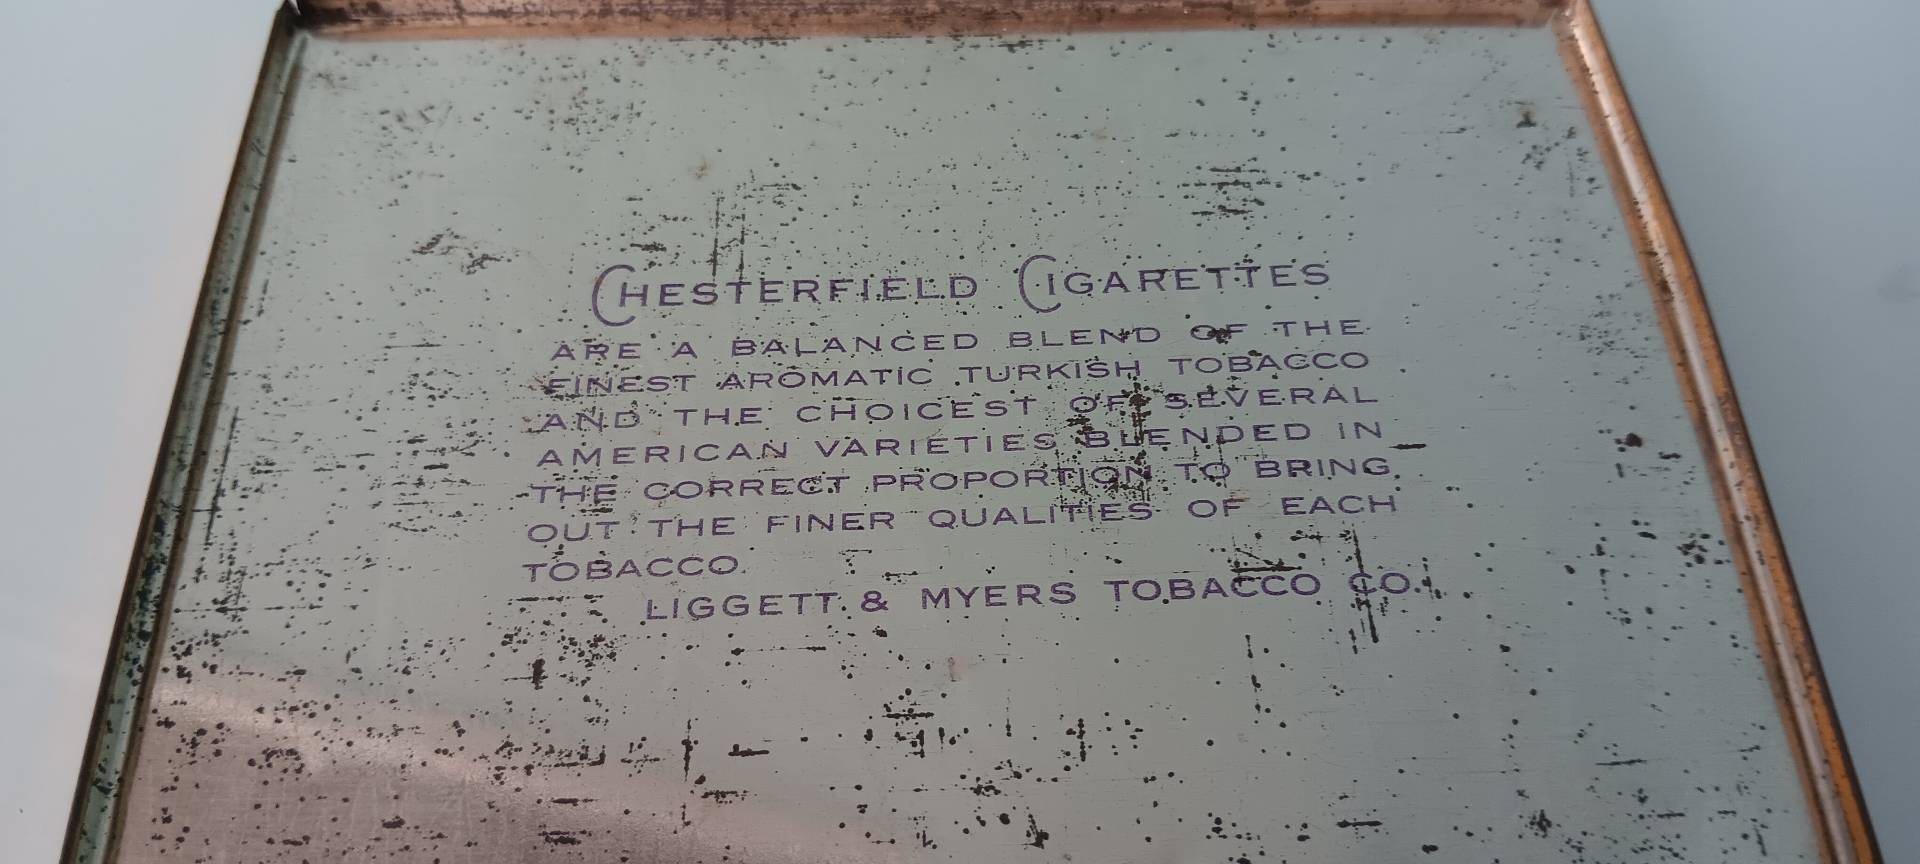 CHESTERFIELD CIGARETTES
ARE A BALANCED BLEND OF THE
FINEST AROMATIC TURKISH TOBACCO
AND THE CHOICEST OF SEVERAL
AMERICAN VARIETIES BLENDED IN
THE CORRECT PROPORTION TO BRING
OUT THE FINER QUALITIES OF EACH
TOBACCO.
LIGGETT & MYERS TOBACCO CO.